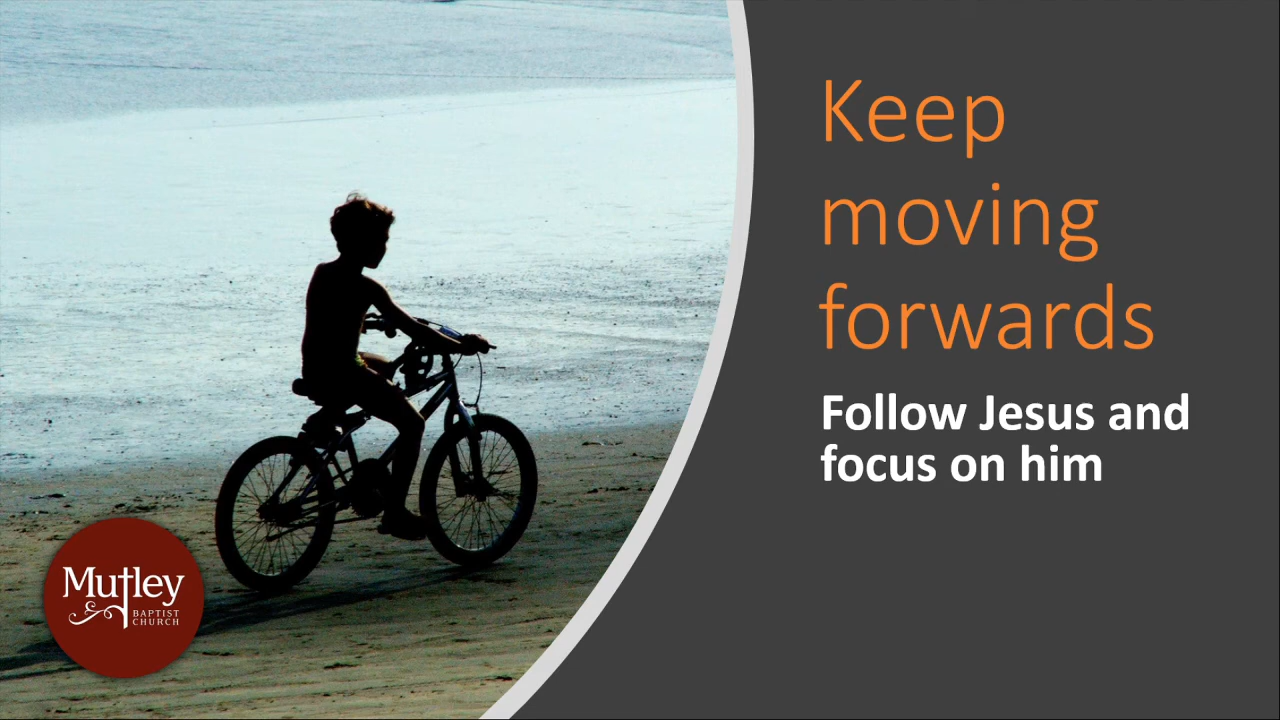 Keep
moving
forwards
Follow Jesus and
focus on him
Mutley
BAPTIST
CHURCH